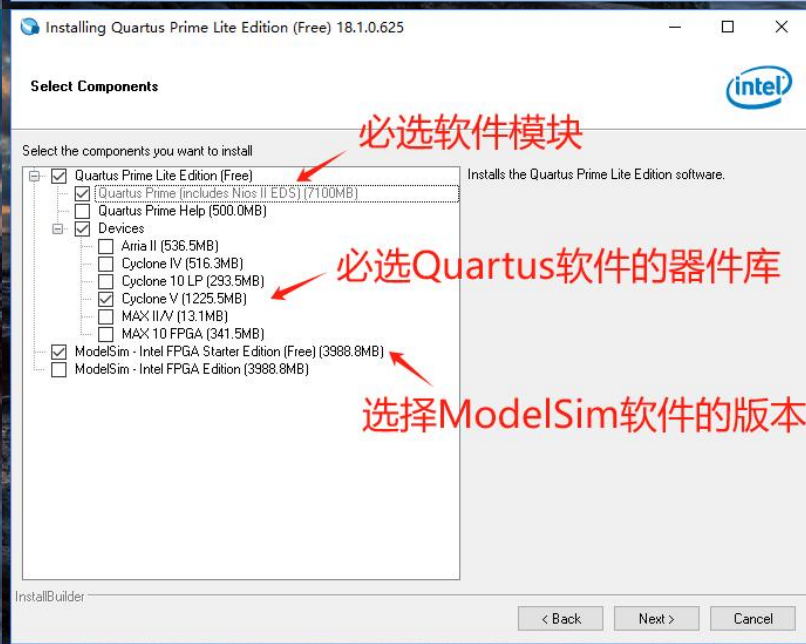 Installing Quartus Prime Lite Edition (Free) 18.1.0.625
Select Components
intel
必选软件模块
Select the components you want to install
Installs the Quartus Prime Lite Edition software.
Quartus Prime Lite Edition (Free)
Quartus Prime (includes Nios II EDS) (7100MB)
Quartus Prime Help (500.0MB)
Devices
Arria II (536.5MB)
Cyclone IV (516.3MB)
必选Quartus软件的器件库
Cyclone 10 LP (293.5MB)
Cyclone V (1225.5MB)
MAX II/V (13.1MB)
MAX 10 FPGA (341.5MB)
ModelSim - Intel FPGA Starter Edition (Free) (3988.8MB)
ModelSim - Intel FPGA Edition (3988.8MB)
选择ModelSim软件的版本
InstallBuilder
< Back
Next >
Cancel